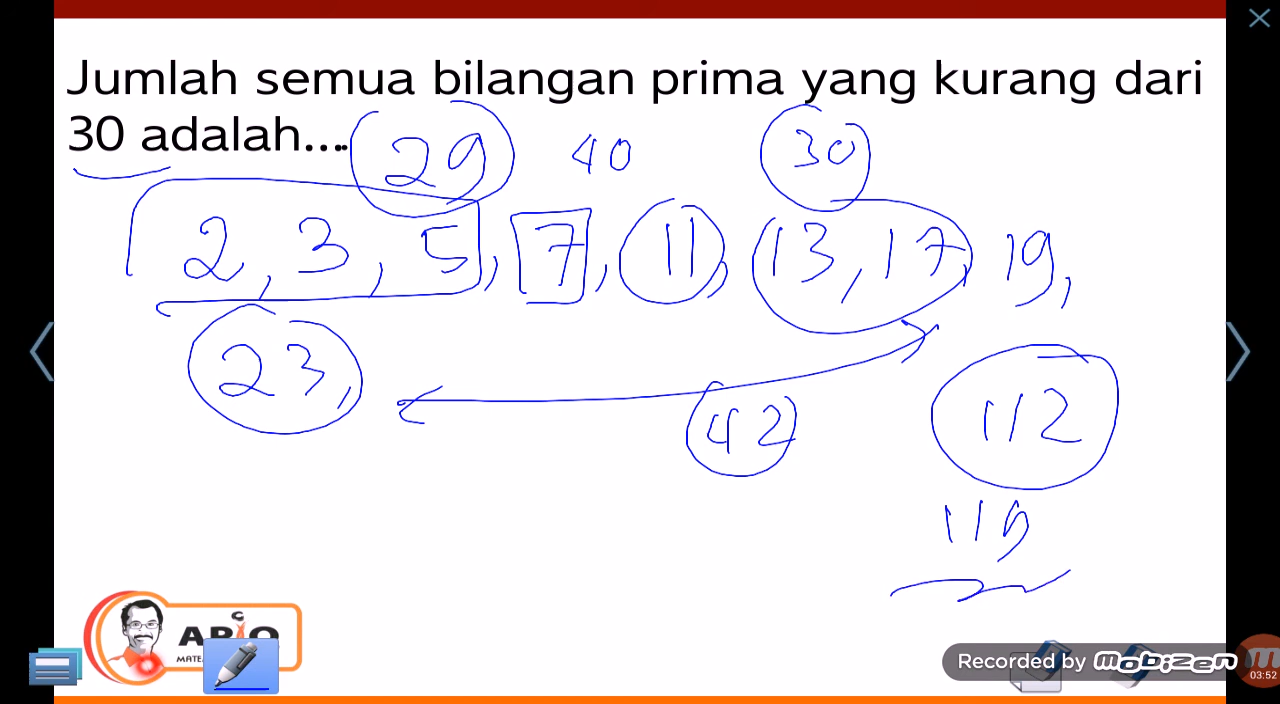 Jumlah semua bilangan prima yang kurang dari
30 adalah....
29 40 30
2, 3, 5, 7, 11, 13, 17, 19,
23,
42
112
119
Recorded by mobizen
03:52